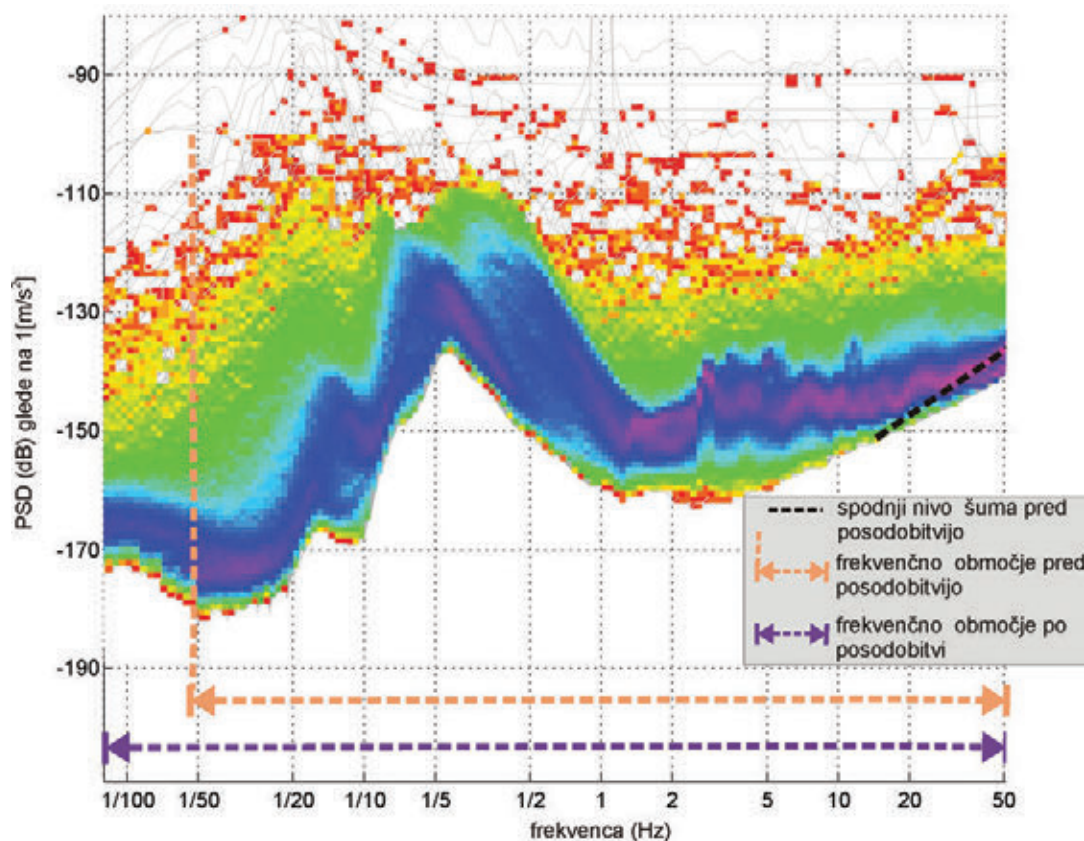 -90
-110
-130
-150
-170
-190
PSD (dB) glede na 1[m/s²]
spodnji nivo šuma pred
posodobitvijo
frekvenčno območje pred
posodobitvijo
frekvenčno območje po
posodobitvi
1/100 1/50 1/20 1/10 1/5 1/2 1 2 5 10 20 50
frekvenca (Hz)